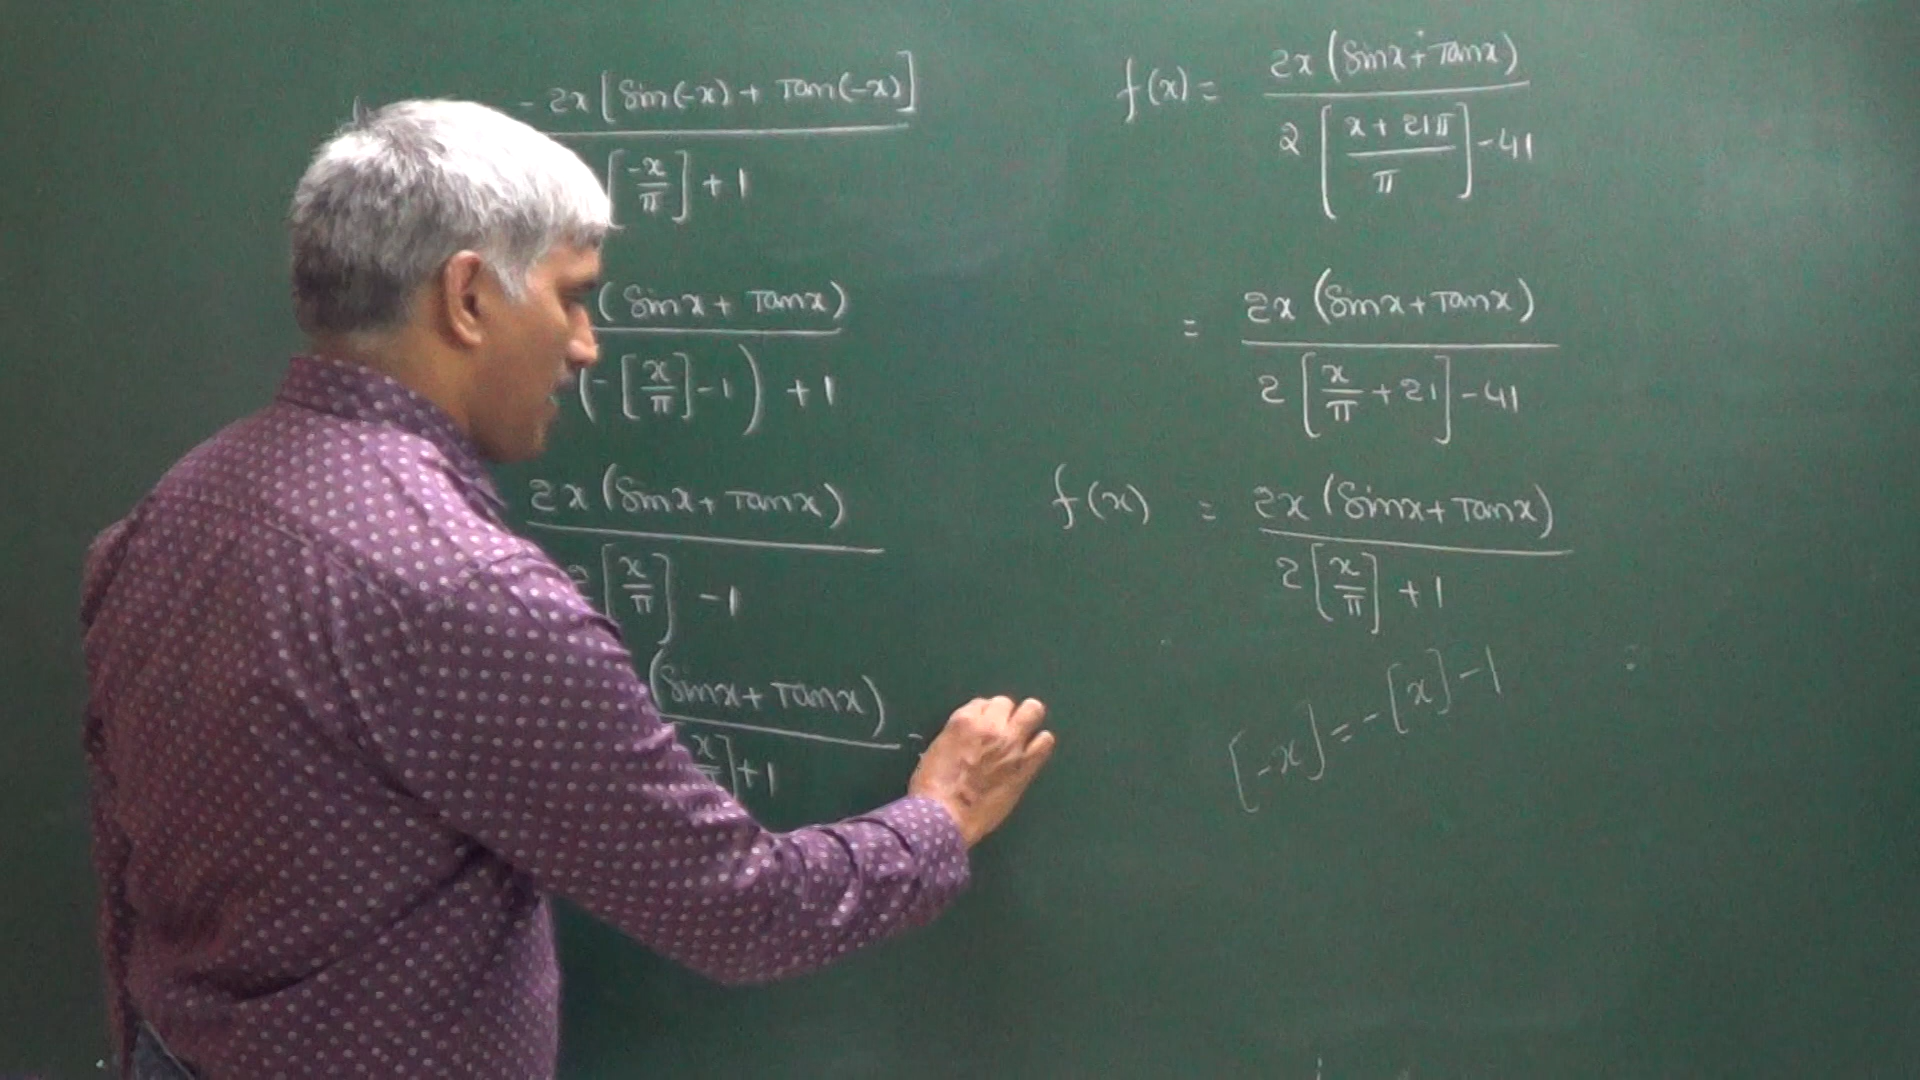 - 2x [Sin(-x) + Tan(-x)]
[-x/π] + 1
(Sinx + Tanx)
(-[x/π] - 1) + 1
2x (Sinx + Tanx)
2 [x/π] - 1
(Sinx + Tanx) =
x/π] + 1
f(x) = 2x (Sinx + Tanx)
2 [x + 21π / π] - 41
= 2x (Sinx + Tanx)
2 [x/π + 21] - 41
f(x) = 2x (Sinx + Tanx)
2 [x/π] + 1
[-x] = -[x] - 1